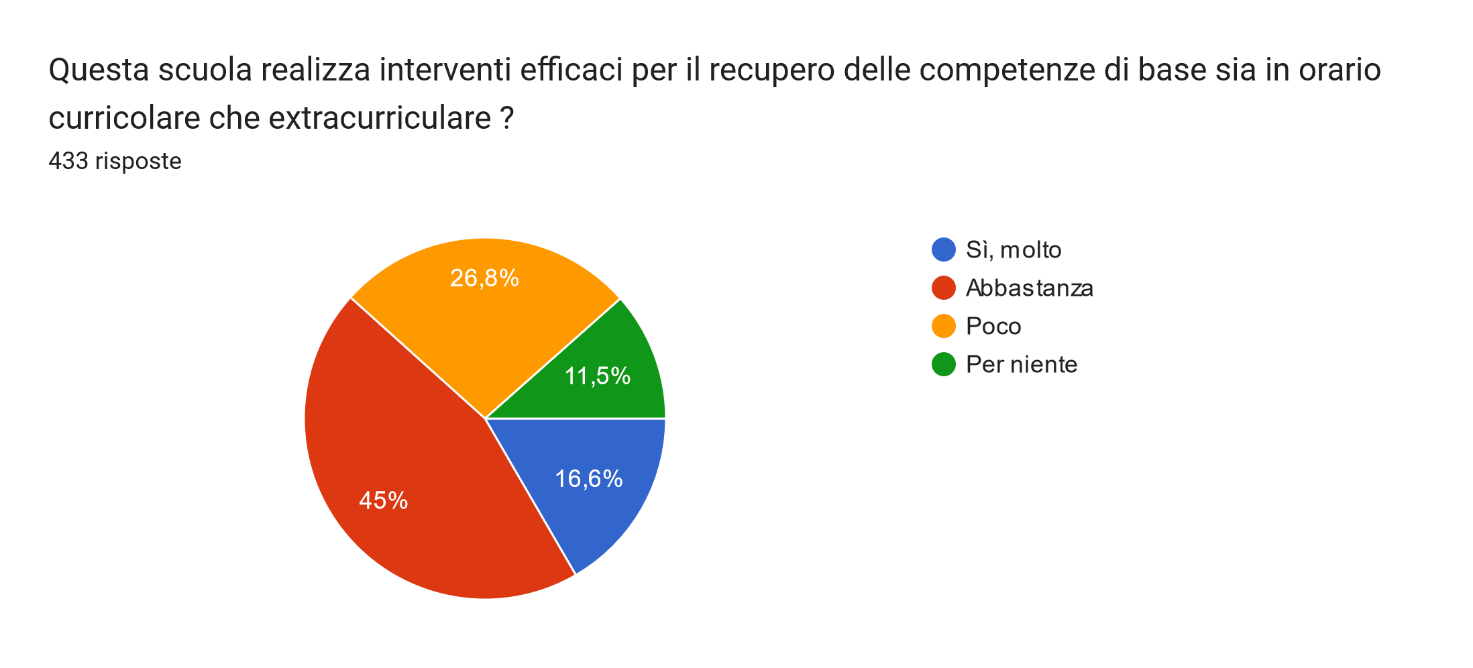 Questa scuola realizza interventi efficaci per il recupero delle competenze di base sia in orario
curricolare che extracurriculare ?
433 risposte
26,8%
11,5%
16,6%
45%
Sì, molto
Abbastanza
Poco
Per niente